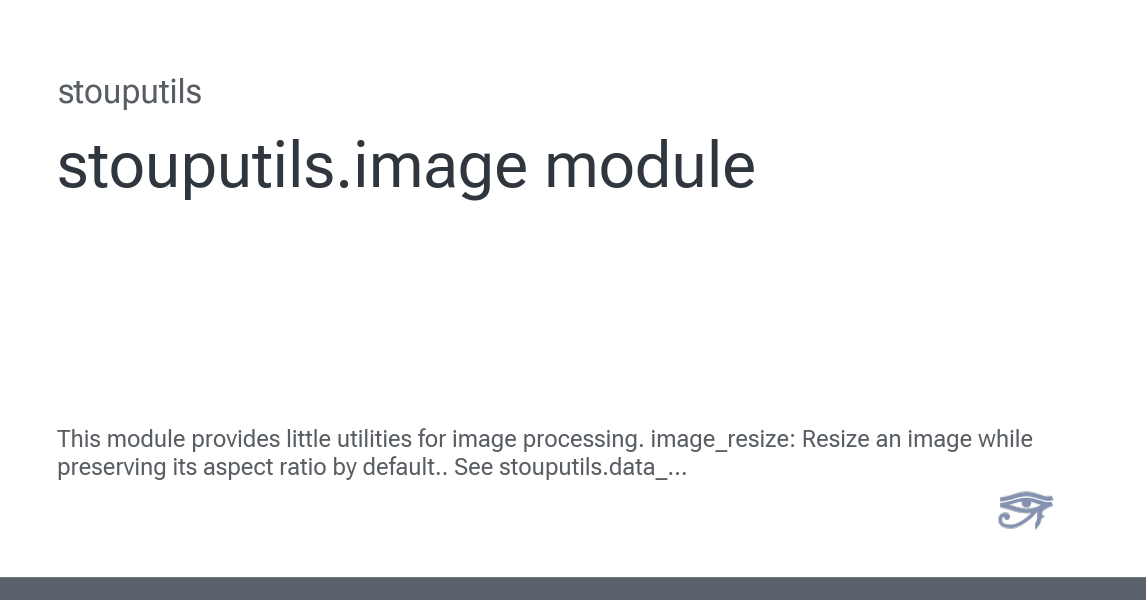 stouputils
stouputils.image module
This module provides little utilities for image processing. image_resize: Resize an image while
preserving its aspect ratio by default.. See stouputils.data_...